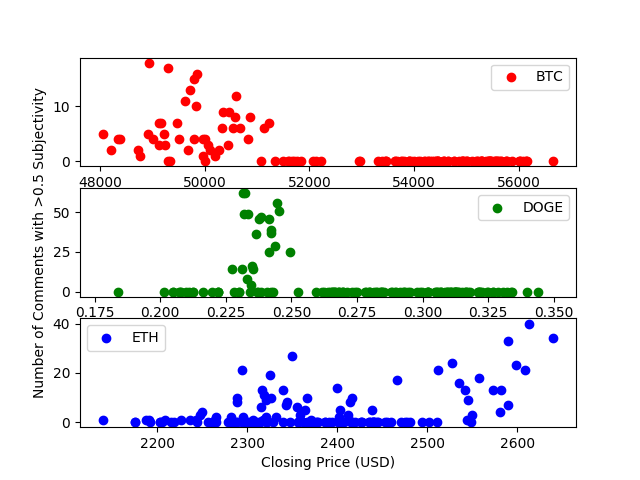 Number of Comments with >0.5 Subjectivity
10
0
BTC
48000 50000 52000 54000 56000
50
25
0
DOGE
0.175 0.200 0.225 0.250 0.275 0.300 0.325 0.350
40
20
0
ETH
2200 2300 2400 2500 2600
Closing Price (USD)